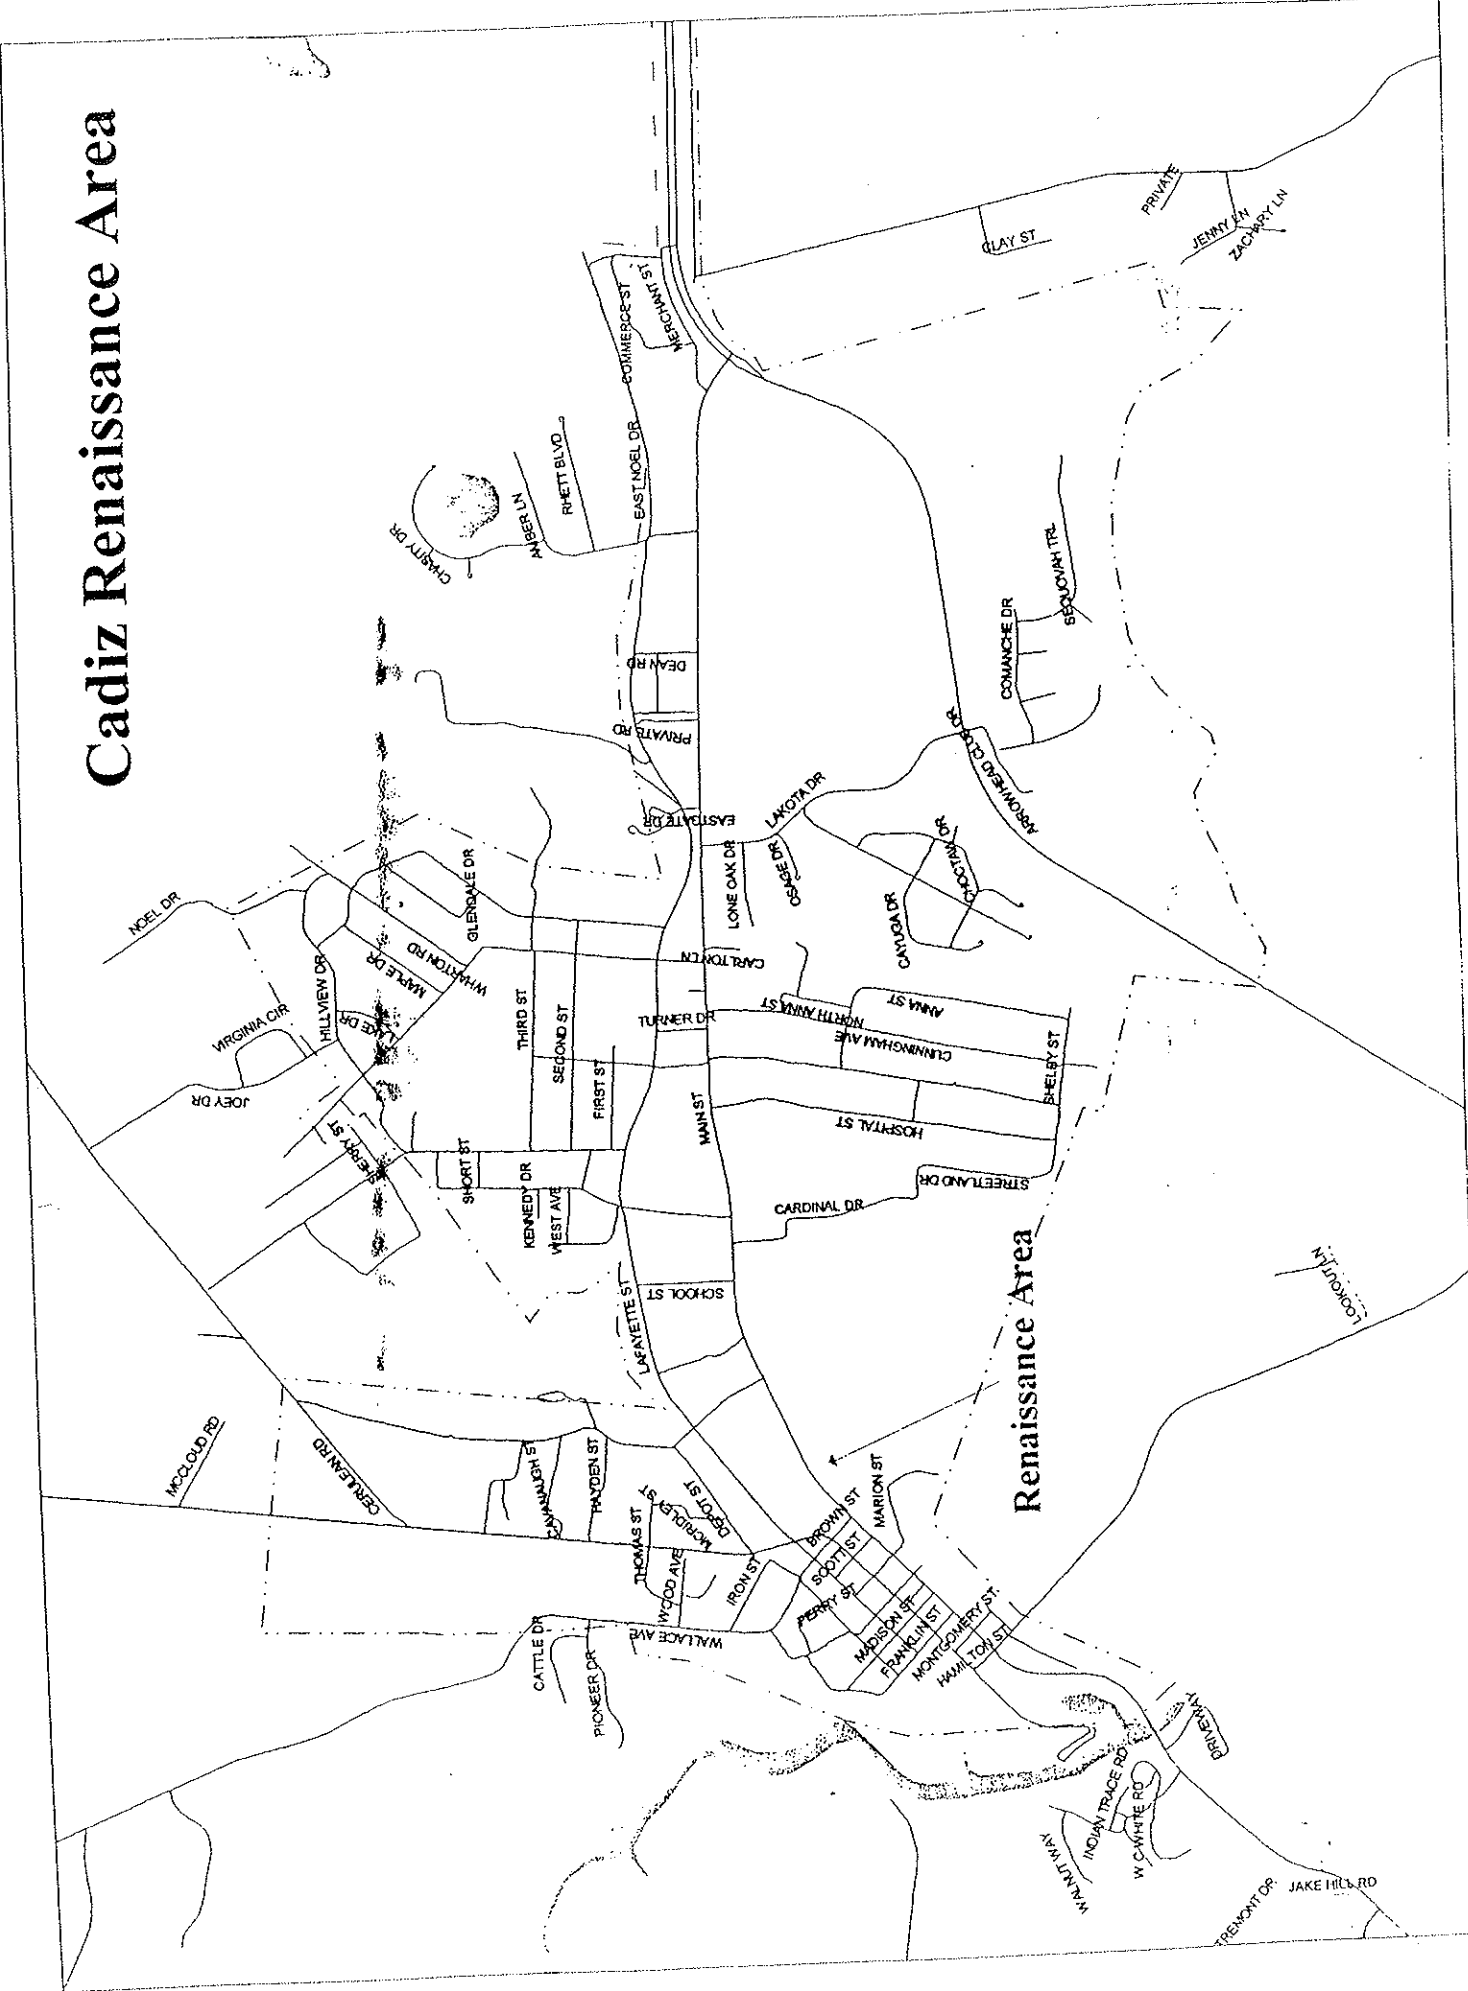 Cadiz Renaissance Area
NOEL DR
VIRGINIA CIR
JOEY DR
HILLVIEW DR
LAKE DR
MAPLE DR
WHARTON RD
GLENDALE DR
SHERRY ST
SHORT ST
KENNEDY DR
WEST AVE
THIRD ST
SECOND ST
FIRST ST
TURNER DR
CARLTON LN
MAIN ST
LAFAYETTE ST
SCHOOL ST
CHASITY DR
AMBER LN
RHETT BLVD
EAST NOEL DR
COMMERCE ST
MERCHANT ST
DEAN RD
PRIVATE RD
EASTGATE DR
LONE OAK DR
OSAGE DR
LAKOTA DR
CAYUGA DR
CHOCTAW DR
ARROWHEAD CLUB DR
COMANCHE DR
SEQUOVAH TRL
CLAY ST
PRIVATE
JENNY LN
ZACHARY LN
NORTH ANNA ST
ANNA ST
CUNNINGHAM AVE
SHELBY ST
HOSPITAL ST
STREETLAND DR
CARDINAL DR
LOOKOUT LN
Renaissance Area
MCCLOUD RD
CERULEAN RD
CAVANAUGH ST
HAYDEN ST
THOMAS ST
MCRIDLEY ST
DEPOT ST
WOOD AVE
IRON ST
WALLACE AVE
CATTLE DR
PIONEER DR
BROWN ST
SCOTT ST
MARION ST
PERRY ST
MADISON ST
FRANKLIN ST
MONTGOMERY ST
HAMILTON ST
DRIVEWAY
INDIAN TRACE RD
W C WHITE RD
WALNUT WAY
TREMONT DR
JAKE HILL RD